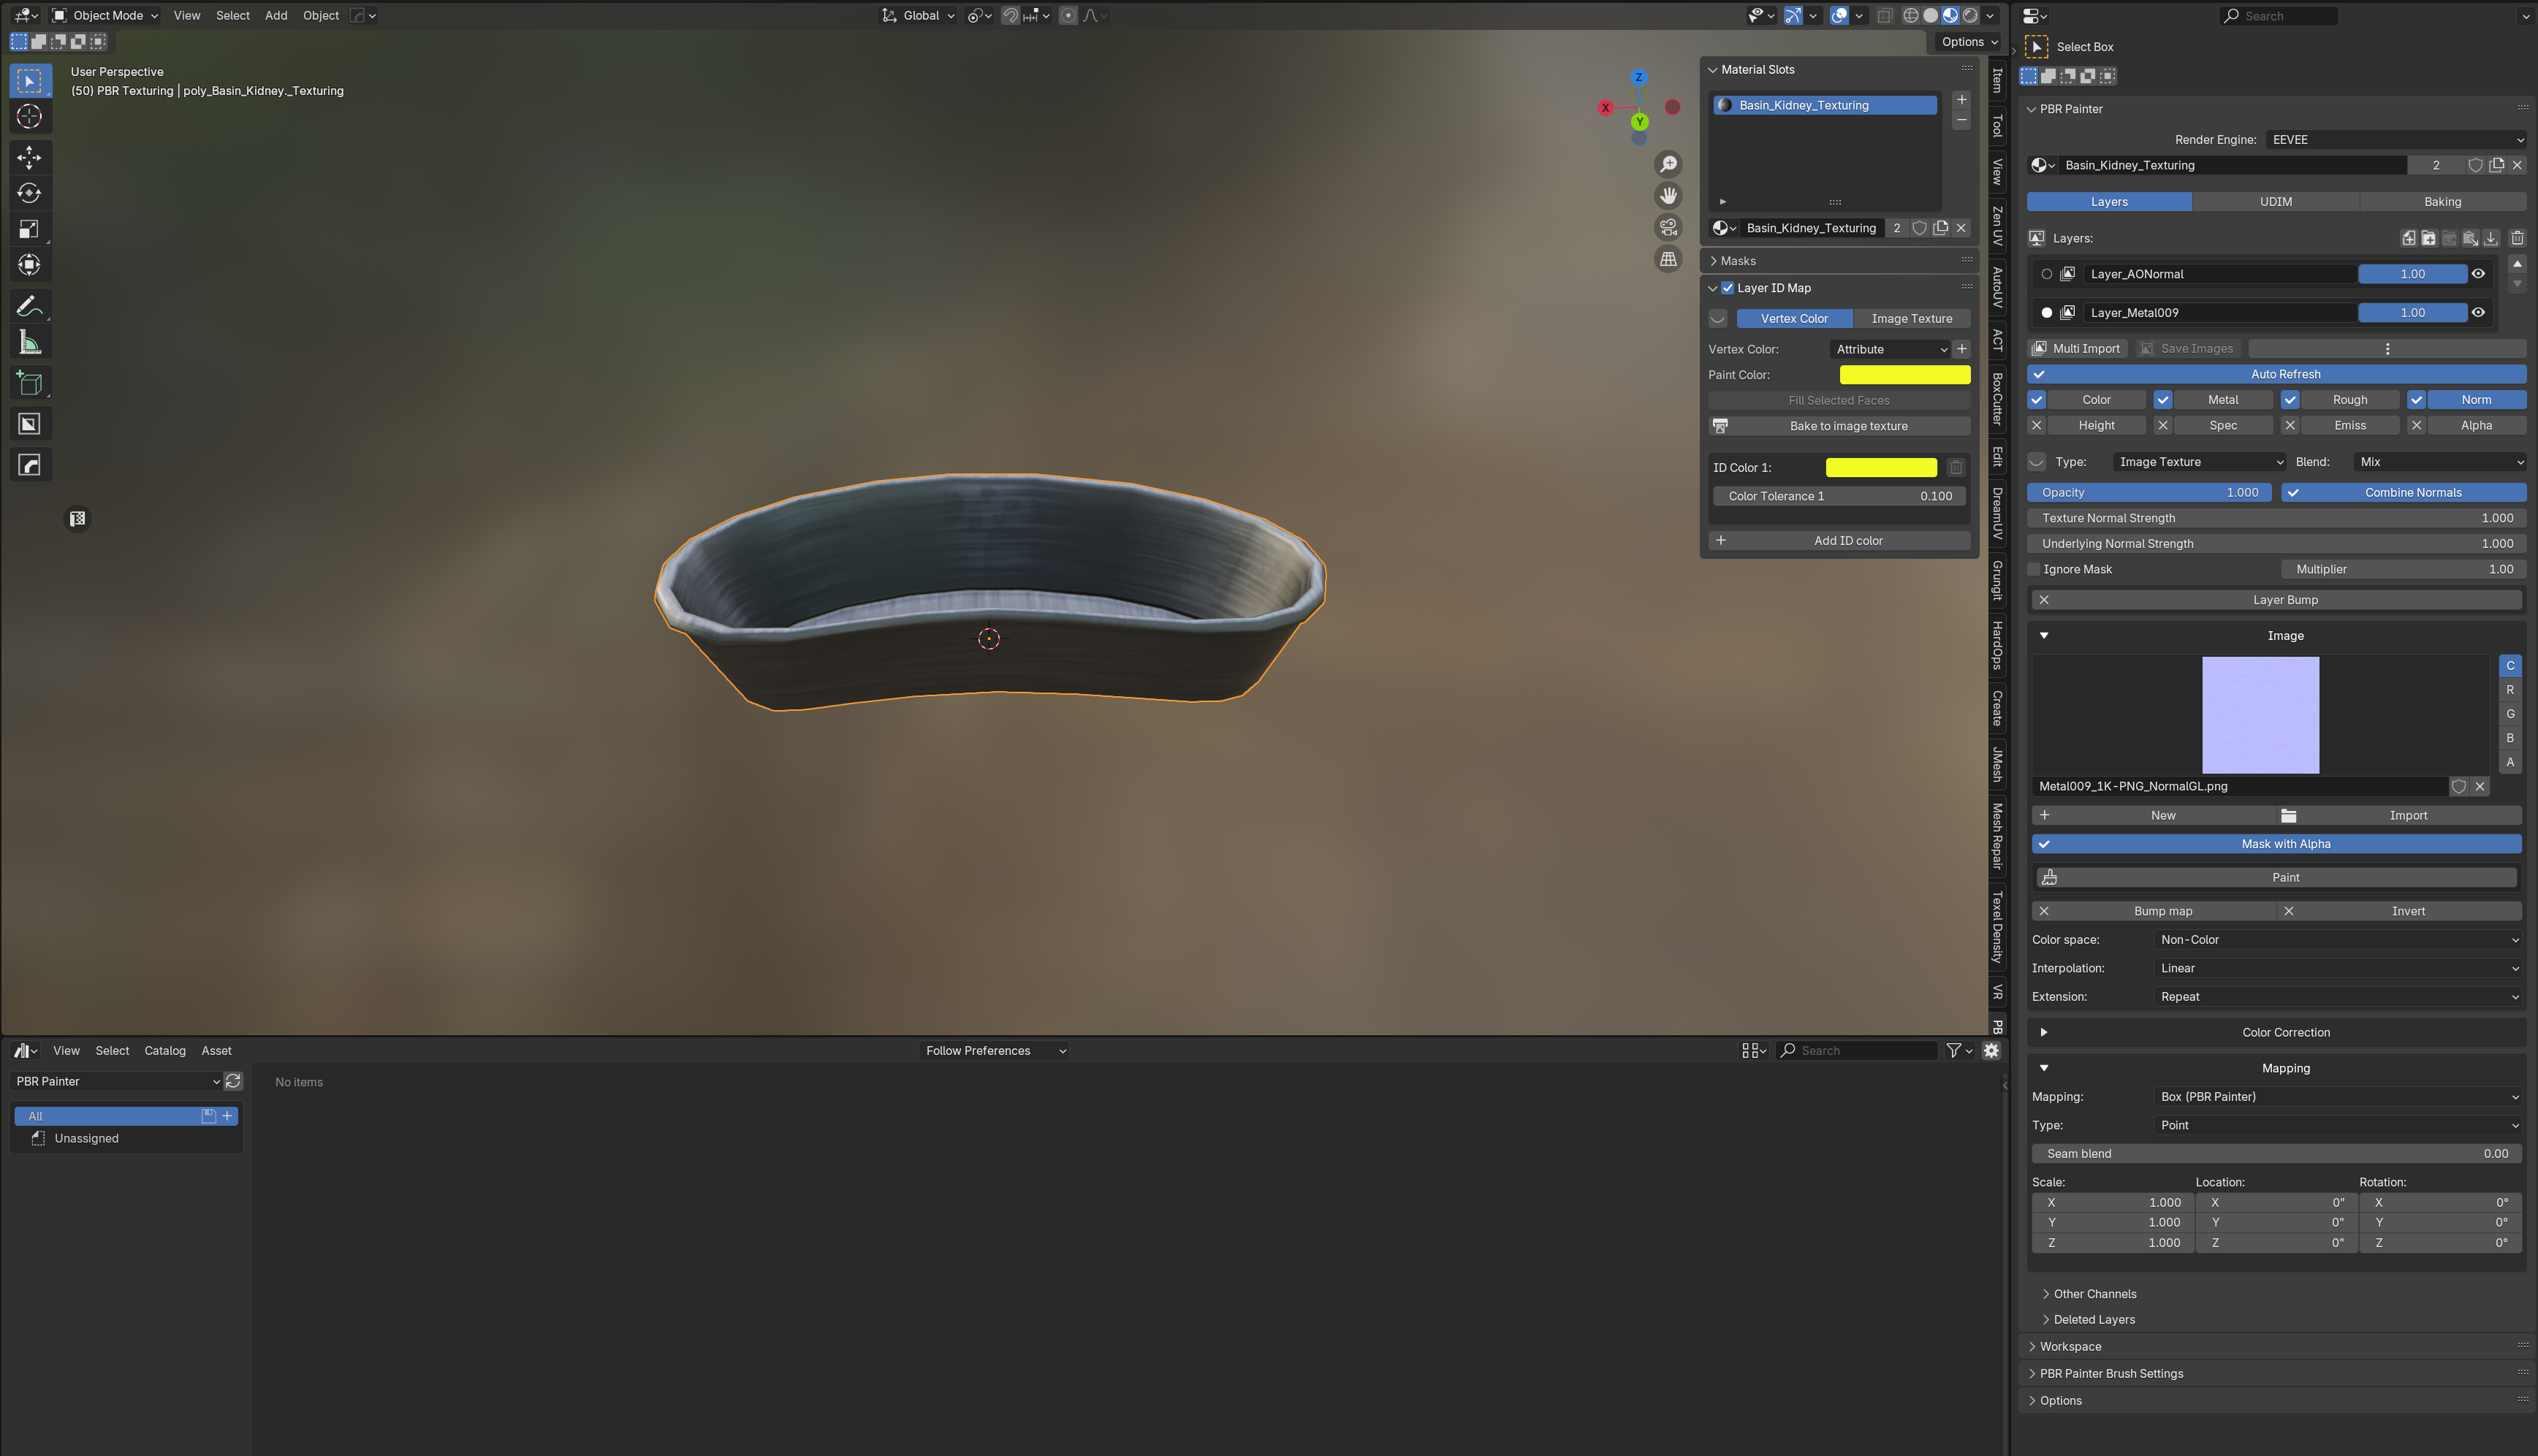 Object Mode View Select Add Object Global
Options
User Perspective
(50) PBR Texturing | poly_Basin_Kidney._Texturing
Z
X
Y
Material Slots
Basin_Kidney_Texturing
Basin_Kidney_Texturing 2
Masks
Layer ID Map
Vertex Color Image Texture
Vertex Color: Attribute
Paint Color:
Fill Selected Faces
Bake to image texture
ID Color 1:
Color Tolerance 1 0.100
Add ID color
Item
Tool
View
Zen UV
AutoUV
ACT
BoxCutter
Edit
DreamUV
Grungit
HardOps
Create
JMesh
Mesh Repair
Texel Density
VR
PB
Search
Select Box
PBR Painter
Render Engine: EEVEE
Basin_Kidney_Texturing 2
Layers UDIM Baking
Layers:
Layer_AONormal 1.00
Layer_Metal009 1.00
Multi Import Save Images
Auto Refresh
Color Metal Rough Norm
Height Spec Emiss Alpha
Type: Image Texture Blend: Mix
Opacity 1.000 Combine Normals
Texture Normal Strength 1.000
Underlying Normal Strength 1.000
Ignore Mask Multiplier 1.00
Layer Bump
Image
C
R
G
B
A
Metal009_1K-PNG_NormalGL.png
New Import
Mask with Alpha
Paint
Bump map Invert
Color space: Non-Color
Interpolation: Linear
Extension: Repeat
Color Correction
Mapping
Mapping: Box (PBR Painter)
Type: Point
Seam blend 0.00
Scale: Location: Rotation:
X 1.000 X 0" X 0°
Y 1.000 Y 0" Y 0°
Z 1.000 Z 0" Z 0°
Other Channels
Deleted Layers
Workspace
PBR Painter Brush Settings
Options
View Select Catalog Asset Follow Preferences Search
PBR Painter
No items
All
Unassigned